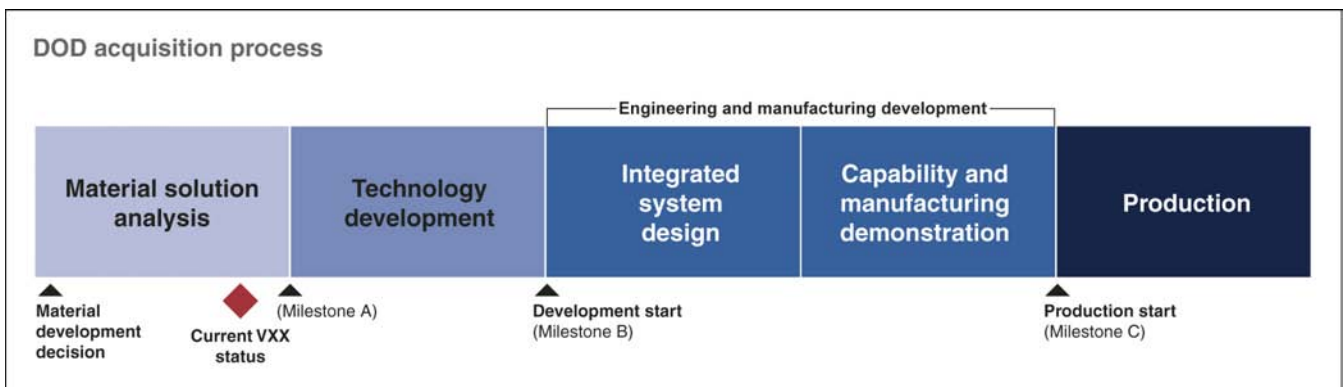 DOD acquisition process
Engineering and manufacturing development
Material solution
analysis
Technology
development
Integrated
system
design
Capability and
manufacturing
demonstration
Production
Material
development
decision
Current VXX
status
(Milestone A)
Development start
(Milestone B)
Production start
(Milestone C)